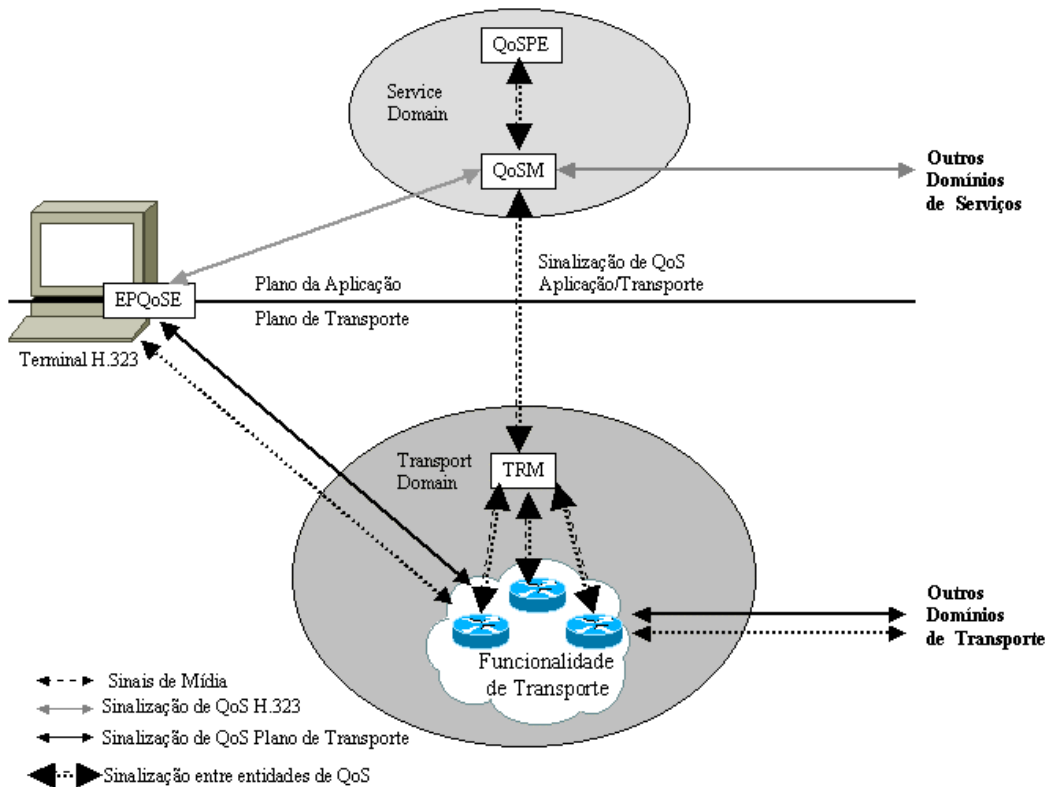 QoSPE
Service
Domain
QoSM
Outros
Domínios
de Serviços
Sinalização de QoS
Aplicação/Transporte
Plano da Aplicação
EPQoSE
Plano de Transporte
Terminal H.323
Transport
Domain
TRM
Outros
Domínios
de Transporte
Funcionalidade
de Transporte
Sinais de Mídia
Sinalização de QoS H.323
Sinalização de QoS Plano de Transporte
Sinalização entre entidades de QoS